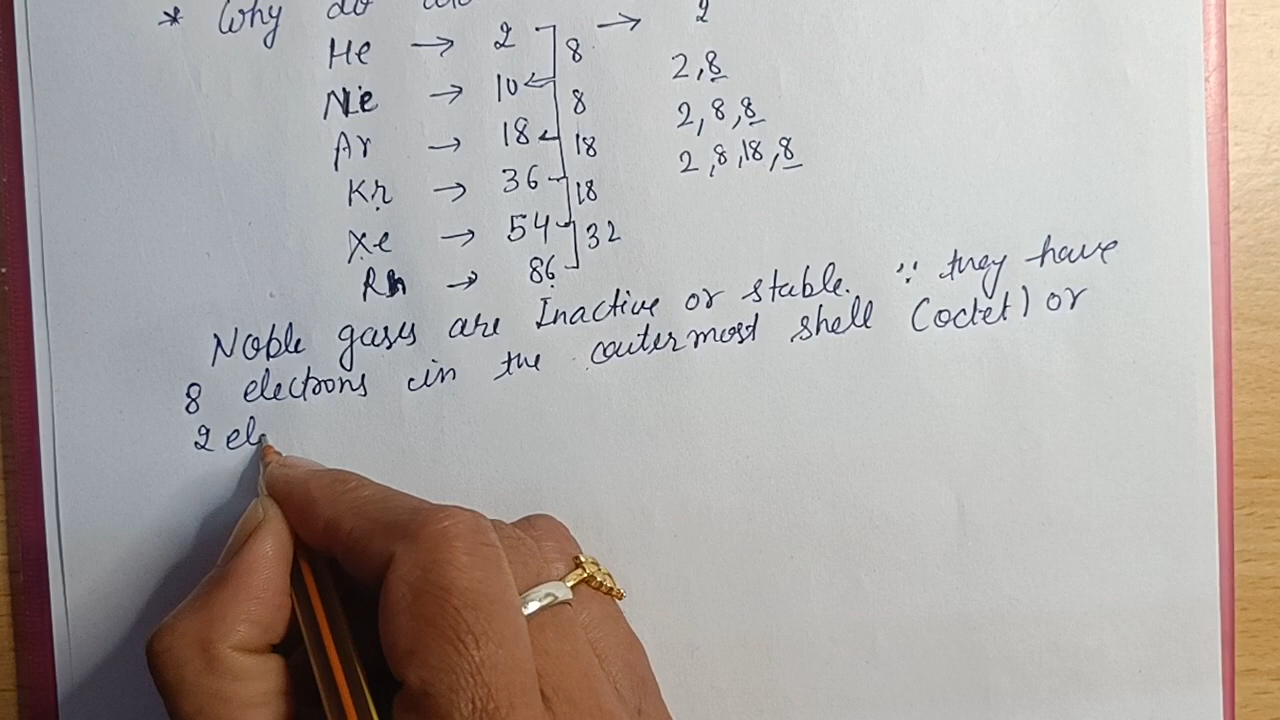 * Why do
He → 2 8 → 2
Ne → 10 8 2,8
Ar → 18 18 2,8,8
Kr → 36 18 2,8,18,8
Xe → 54 32
Rn → 86
Noble gases are Inactive or stable. ∵ they have
8 electrons in the outermost shell (octet) or
2 ele